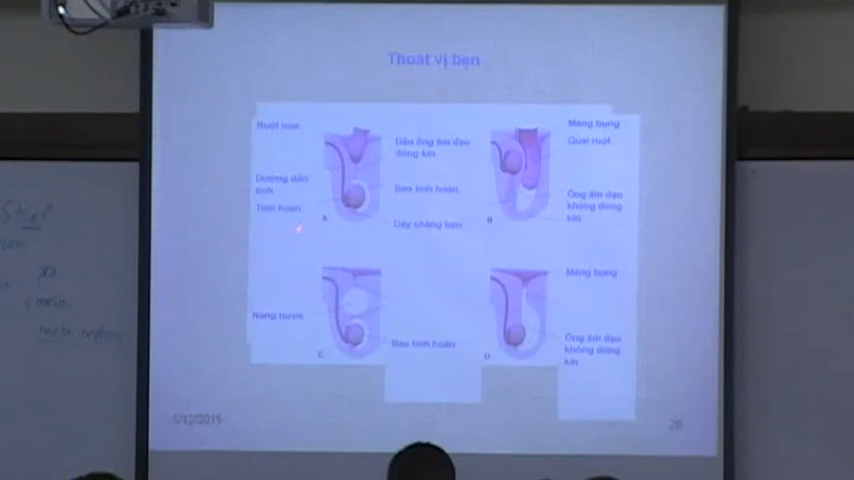 Thoát vị bẹn
Ruột non
Dấu ống âm đạo
đóng kín
Màng bụng
Quai ruột
Đường dẫn
tinh
Bao tinh hoàn
Ống âm đạo
không đóng
kín
Tinh hoàn
Dây chằng bẹn
A
B
Màng bụng
Nang nước
Bao tinh hoàn
Ống âm đạo
không đóng
kín
C
D
5/12/2015